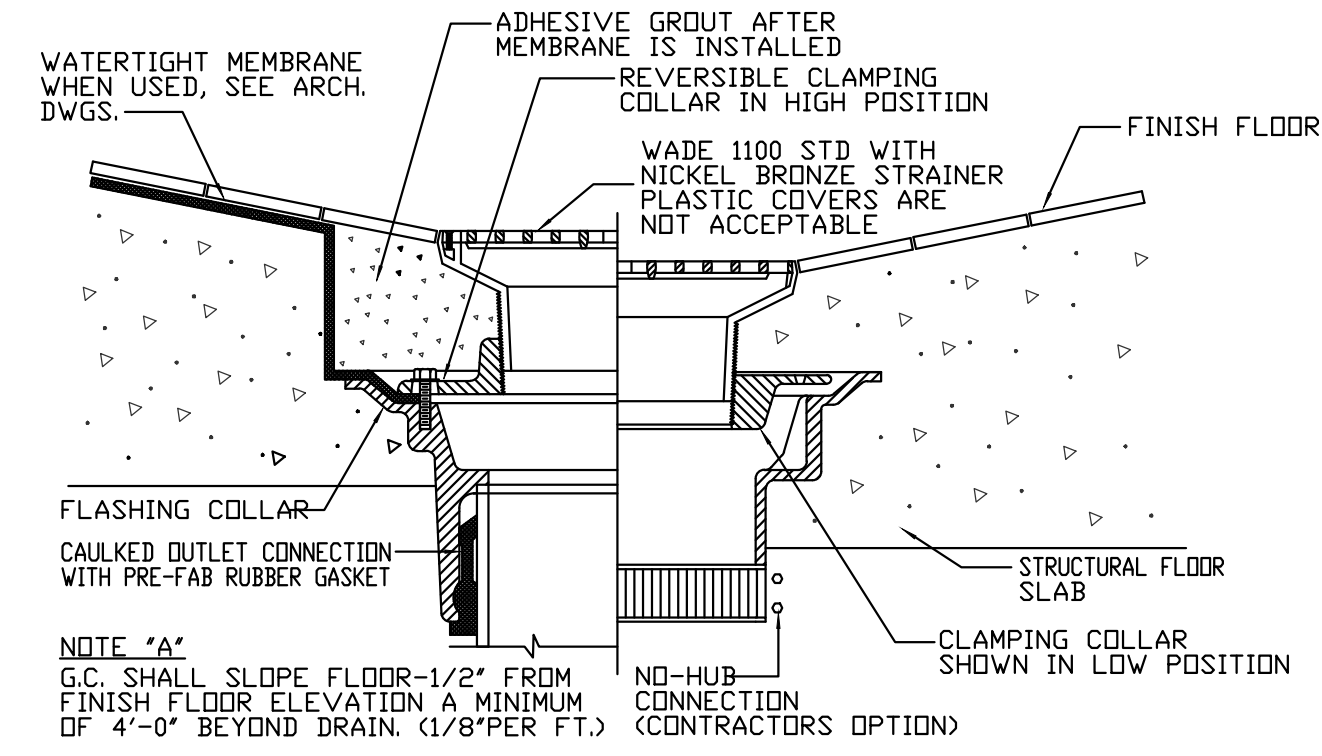 ADHESIVE GROUT AFTER
MEMBRANE IS INSTALLED
WATERTIGHT MEMBRANE
WHEN USED, SEE ARCH.
DWGS.
REVERSIBLE CLAMPING
COLLAR IN HIGH POSITION
FINISH FLOOR
WADE 1100 STD WITH
NICKEL BRONZE STRAINER
PLASTIC COVERS ARE
NOT ACCEPTABLE
FLASHING COLLAR
CAULKED OUTLET CONNECTION
WITH PRE-FAB RUBBER GASKET
STRUCTURAL FLOOR
SLAB
CLAMPING COLLAR
SHOWN IN LOW POSITION
NOTE "A"
G.C. SHALL SLOPE FLOOR-1/2" FROM
FINISH FLOOR ELEVATION A MINIMUM
OF 4'-0" BEYOND DRAIN. (1/8"PER FT.)
NO-HUB
CONNECTION
(CONTRACTORS OPTION)